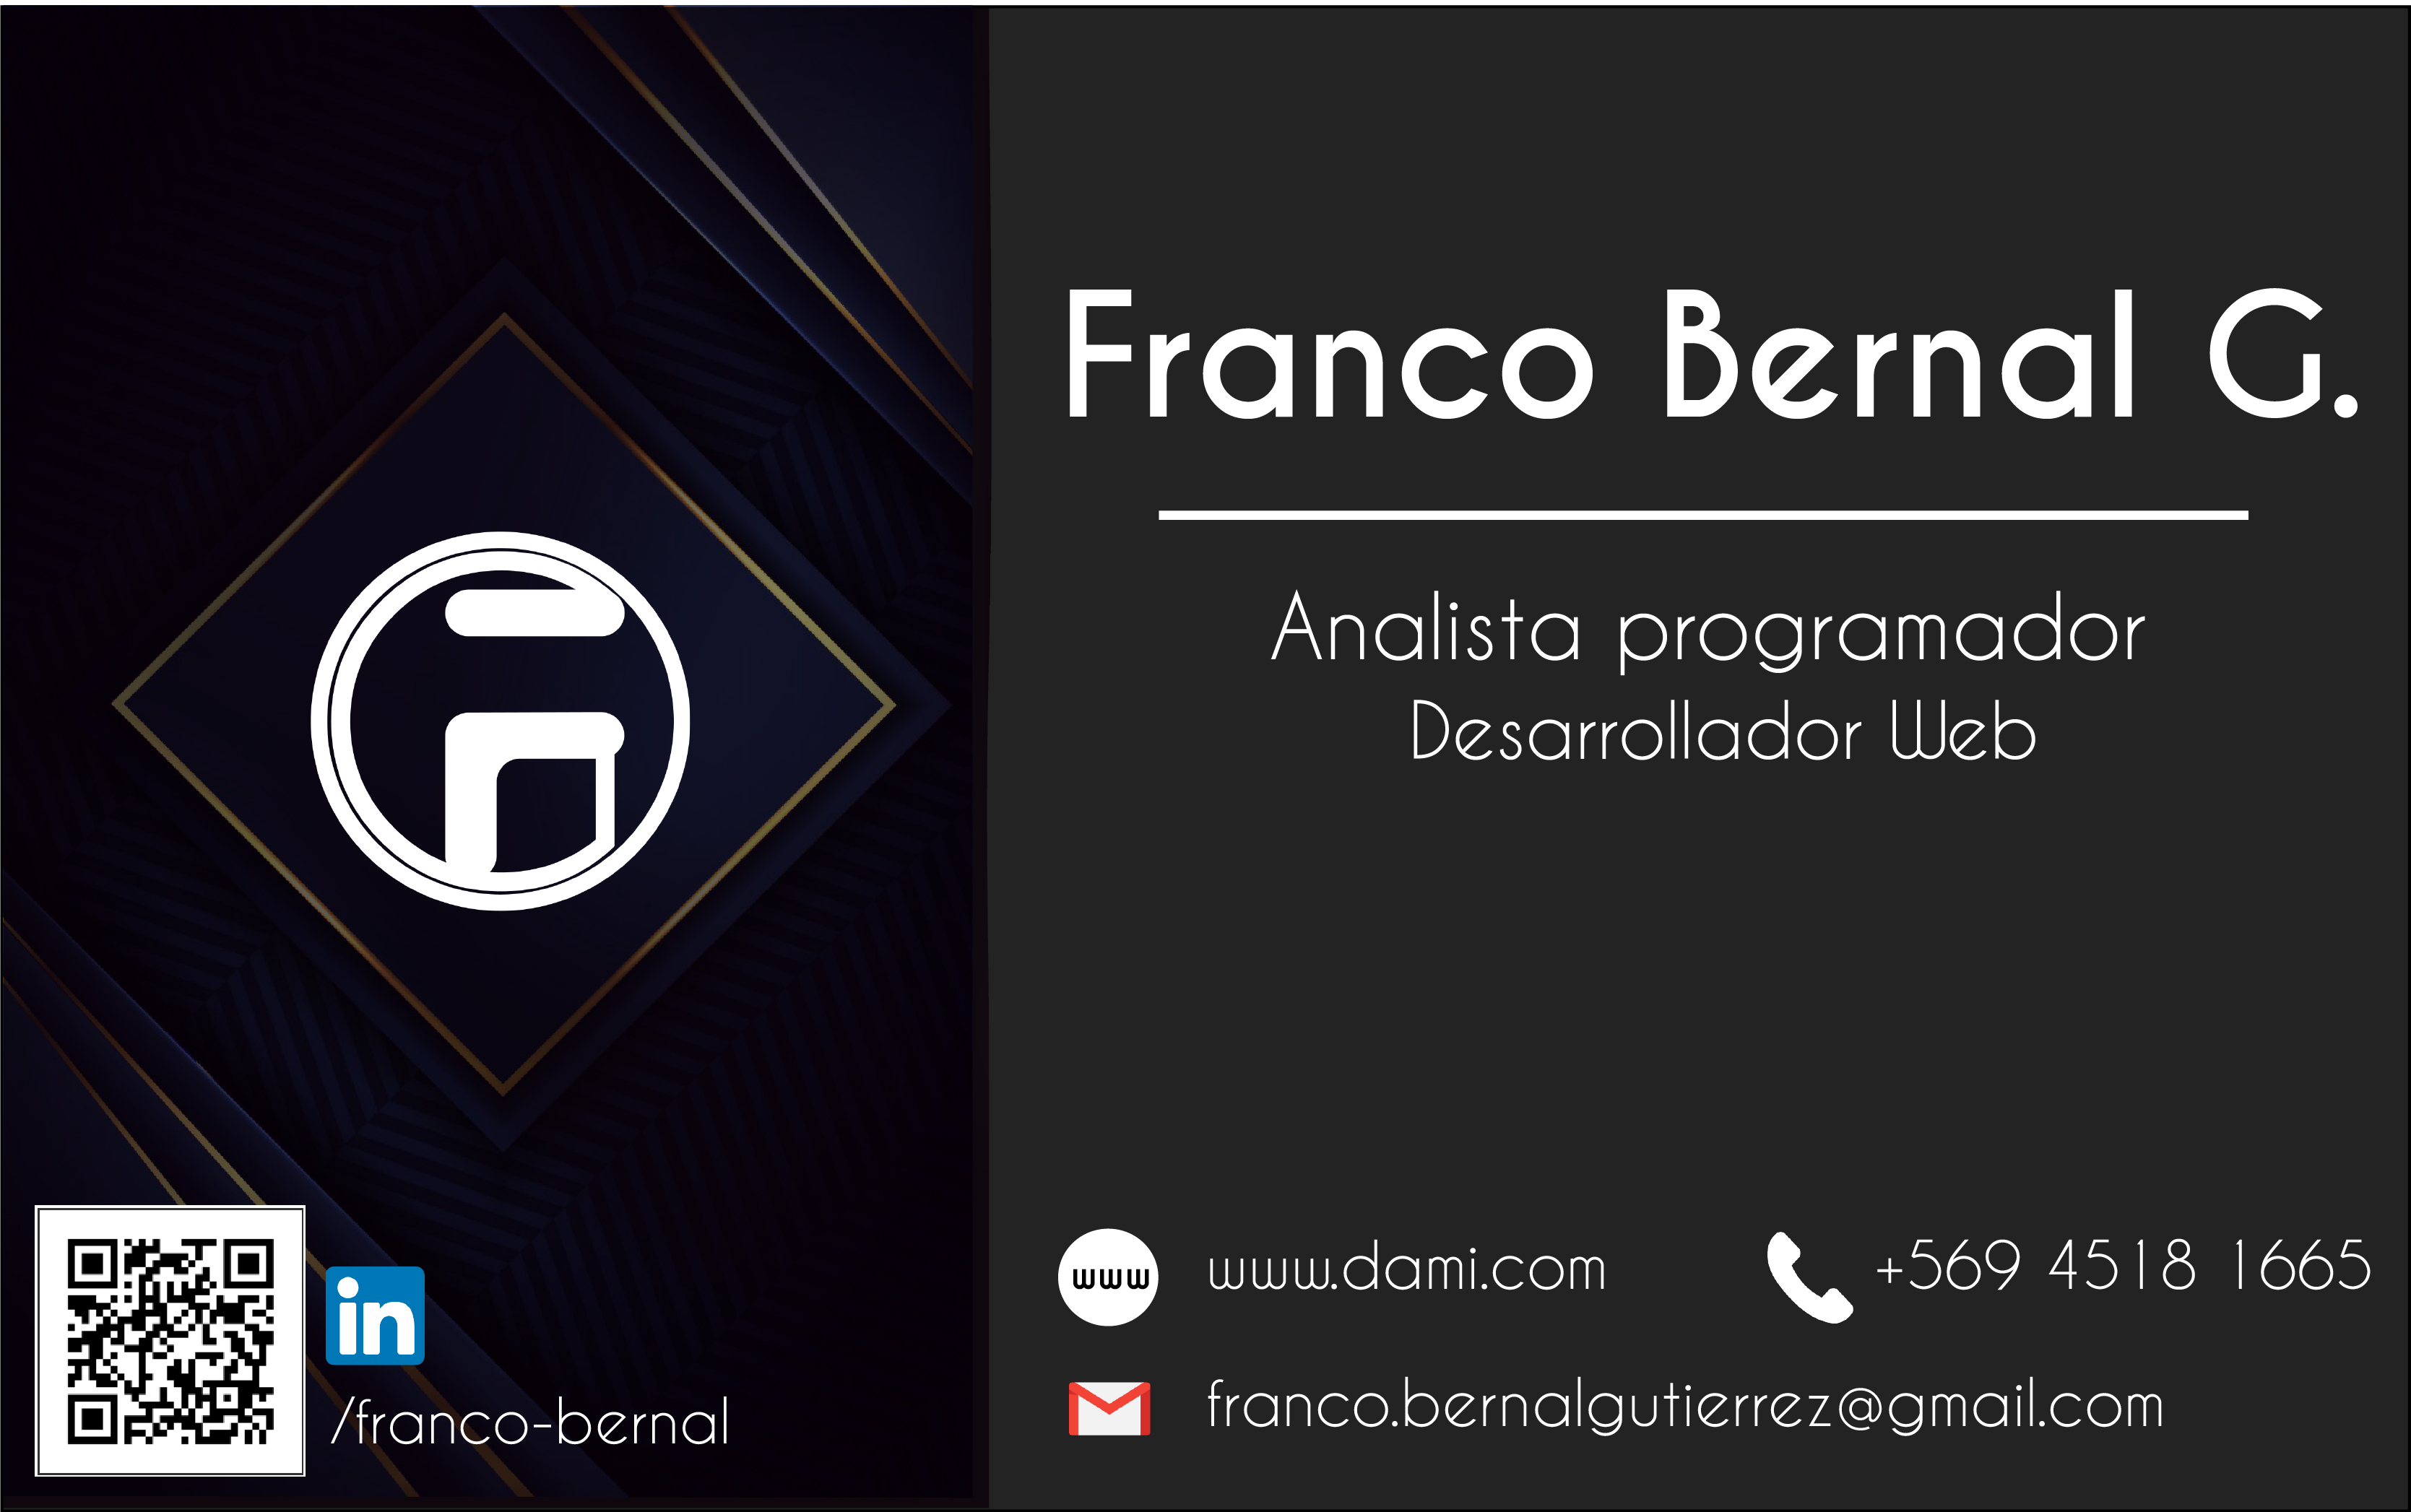 Franco Bernal G.
Analista programador
Desarrollador Web
www
www.dami.com
+569 4518 1665
franco.bernalgutierrez@gmail.com
in
/franco-bernal